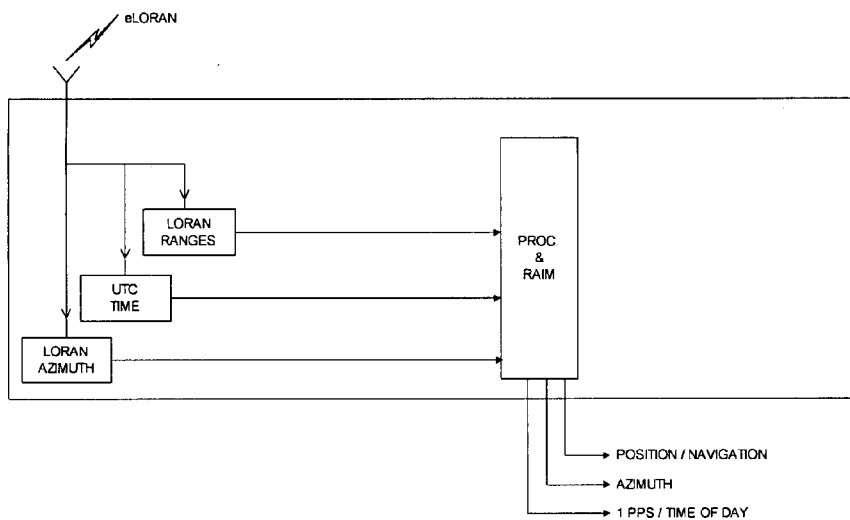 eLORAN
LORAN
RANGES
PROC.
&
RAIM
UTC
TIME
LORAN
AZIMUTH
POSITION / NAVIGATION
AZIMUTH
1 PPS / TIME OF DAY